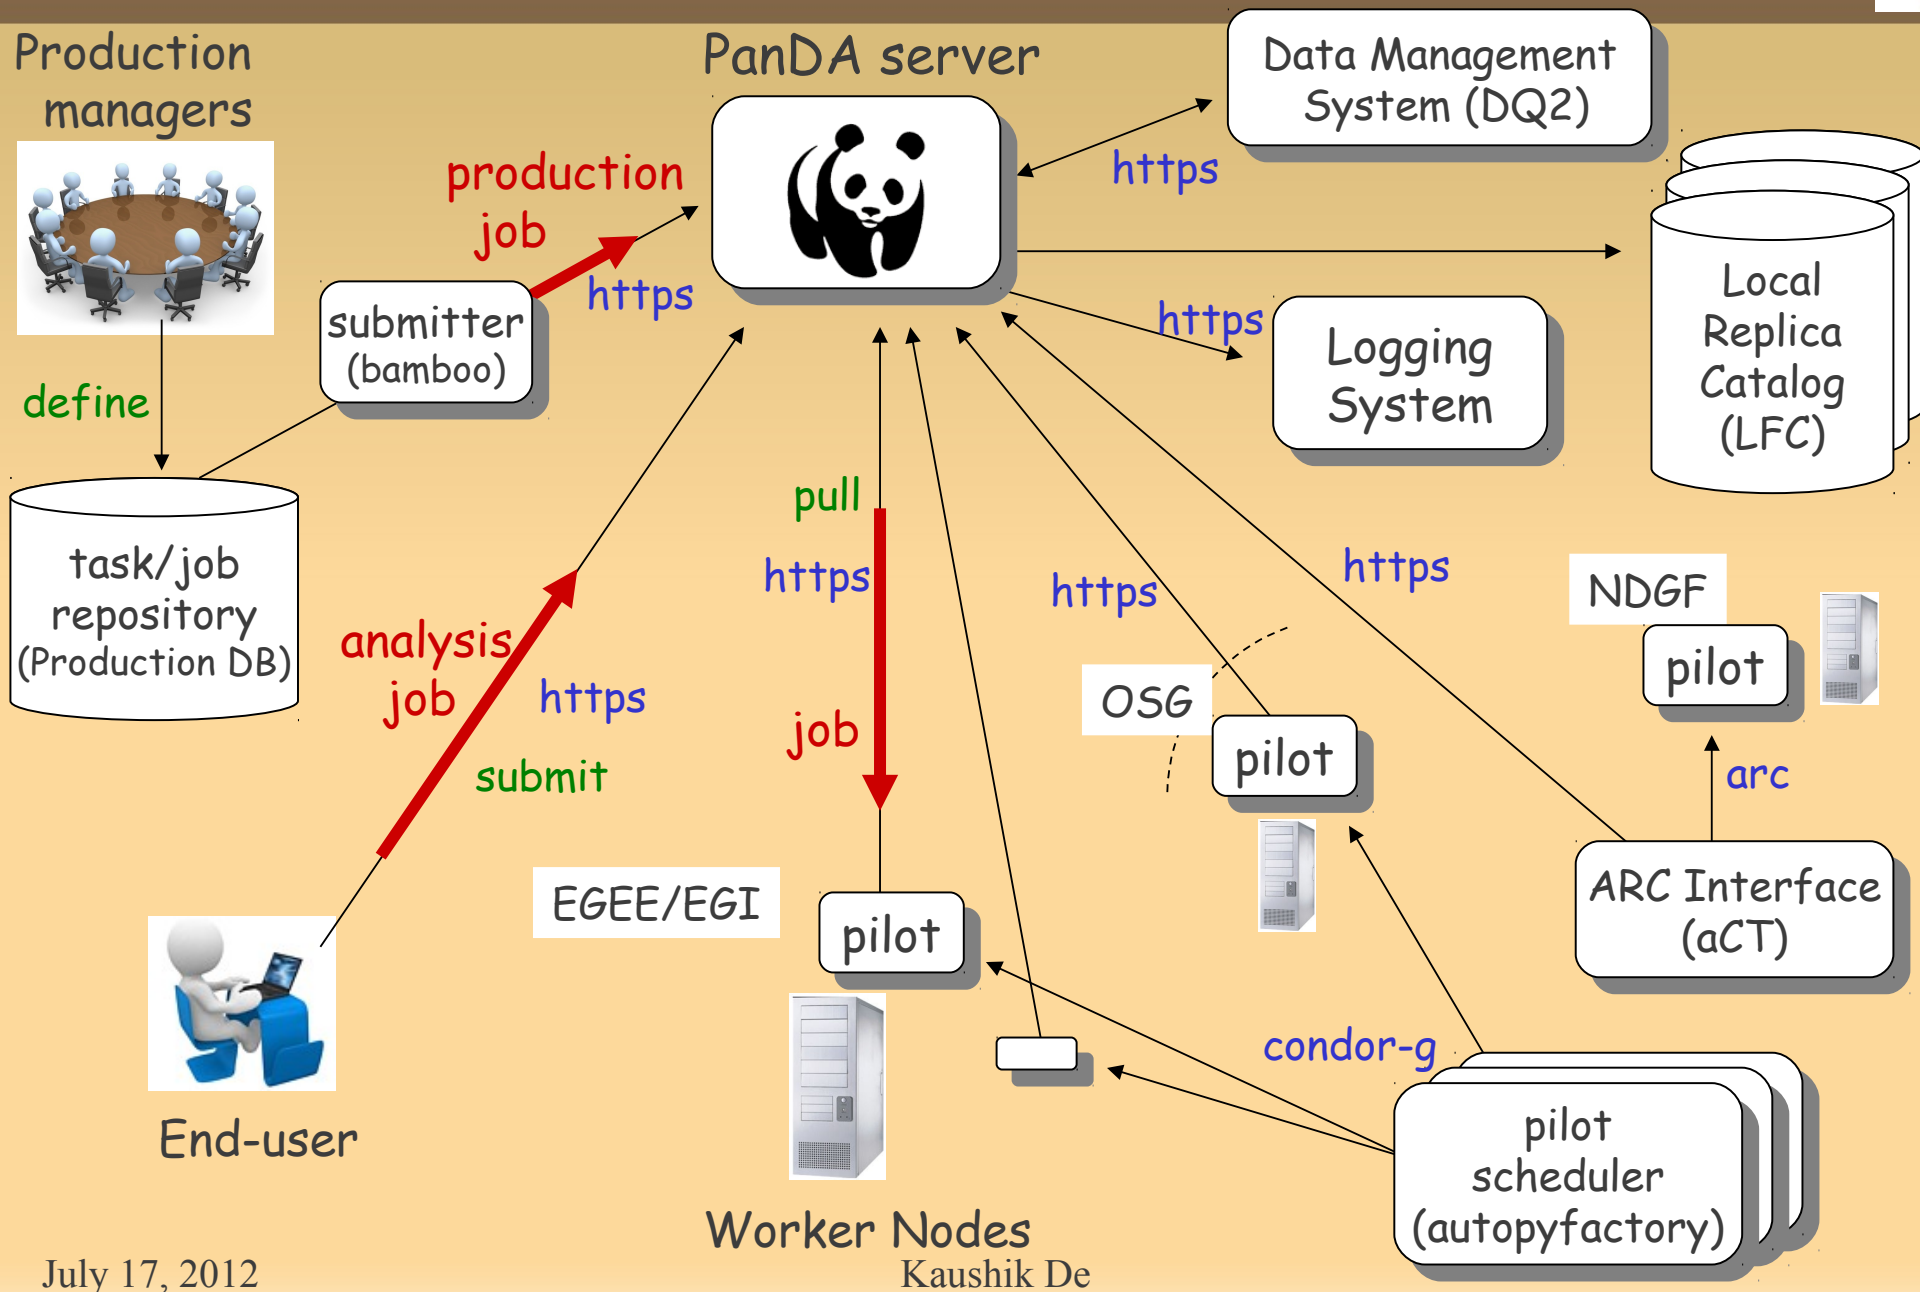 Production
managers
PanDA server
Data Management
System (DQ2)
production
job
https
https
submitter
(bamboo)
https
Logging
System
Local
Replica
Catalog
(LFC)
define
task/job
repository
(Production DB)
pull
https
job
analysis
job
https
submit
https
https
NDGF
pilot
OSG
pilot
arc
ARC Interface
(aCT)
EGEE/EGI
pilot
condor-g
pilot
scheduler
(autopyfactory)
End-user
Worker Nodes
July 17, 2012
Kaushik De